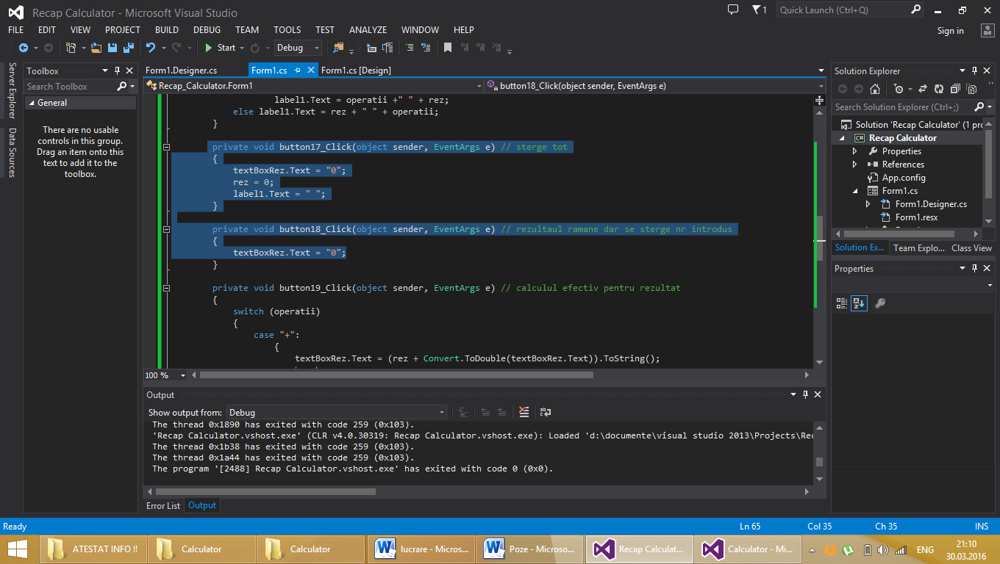 Recap Calculator - Microsoft Visual Studio
1
Quick Launch (Ctrl+Q)
FILE EDIT VIEW PROJECT BUILD DEBUG TEAM TOOLS TEST ANALYZE WINDOW HELP
Sign in
Start
Debug
Server Explorer
Data Sources
Toolbox
Search Toolbox
General
There are no usable
controls in this group.
Drag an item onto this
text to add it to the
toolbox.
Form1.Designer.cs
Form1.cs
Form1.cs [Design]
Recap_Calculator.Form1
button18_Click(object sender, EventArgs e)
label1.Text = operatii +" " + rez;
else label1.Text = rez + " " + operatii;
}
private void button17_Click(object sender, EventArgs e) // sterge tot
{
textBoxRez.Text = "0";
rez = 0;
label1.Text = " ";
}
private void button18_Click(object sender, EventArgs e) // rezultaul ramane dar se sterge nr introdus
{
textBoxRez.Text = "0";
}
private void button19_Click(object sender, EventArgs e) // calculul efectiv pentru rezultat
{
switch (operatii)
{
case "+":
{
textBoxRez.Text = (rez + Convert.ToDouble(textBoxRez.Text)).ToString();
100 %
Output
Show output from: Debug
The thread 0x1890 has exited with code 259 (0x103).
'Recap Calculator.vshost.exe' (CLR v4.0.30319: Recap Calculator.vshost.exe): Loaded 'd:\documente\visual studio 2013\Projects\Rec
The thread 0x1b38 has exited with code 259 (0x103).
The thread 0x1a44 has exited with code 259 (0x103).
The program '[2488] Recap Calculator.vshost.exe' has exited with code 0 (0x0).
Error List
Output
Solution Explorer
Search Solution Explorer (Ctrl+;)
Solution 'Recap Calculator' (1 pro
C# Recap Calculator
Properties
References
App.config
Form1.cs
Form1.Designer.cs
Form1.resx
Solution Ex... Team Explo... Class View
Properties
Ready
Ln 65
Col 35
Ch 35
INS
ATESTAT INFO !!
Calculator
Calculator
lucrare - Micros...
Poze - Microso...
Recap Calculat...
Calculator - Mi...
ENG
21:10
30.03.2016